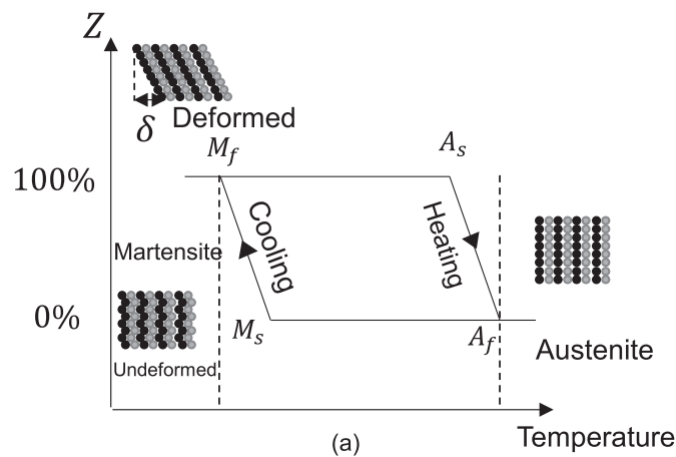 Z
δ
Deformed
M_f
A_s
100%
Cooling
Heating
Martensite
0%
M_s
A_f
Undeformed
Austenite
Temperature
(a)